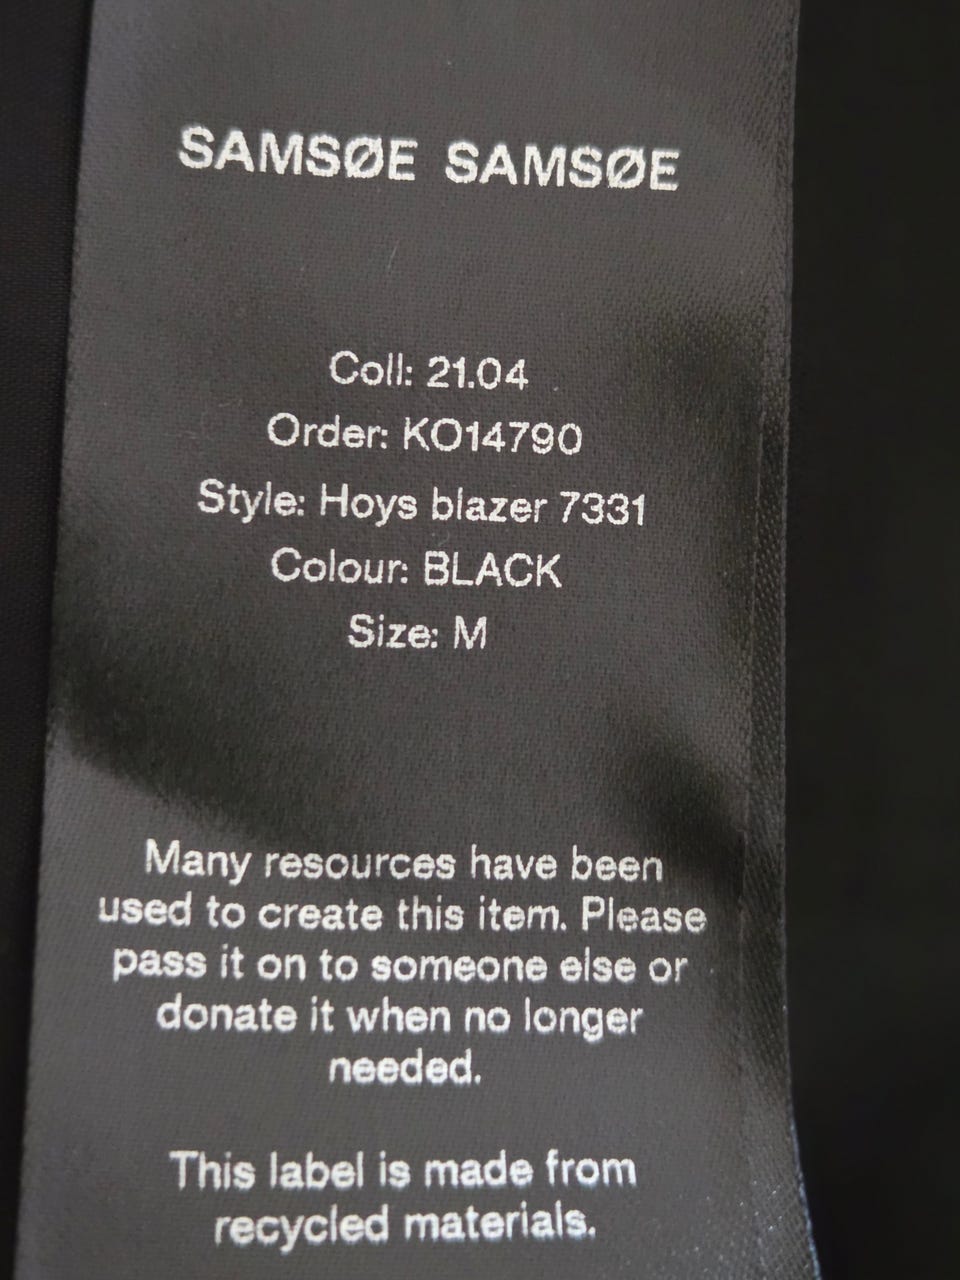 SAMSØE SAMSØE
Coll: 21.04
Order: KO14790
Style: Hoys blazer 7331
Colour: BLACK
Size: M
Many resources have been
used to create this item. Please
pass it on to someone else or
donate it when no longer
needed.
This label is made from
recycled materials.